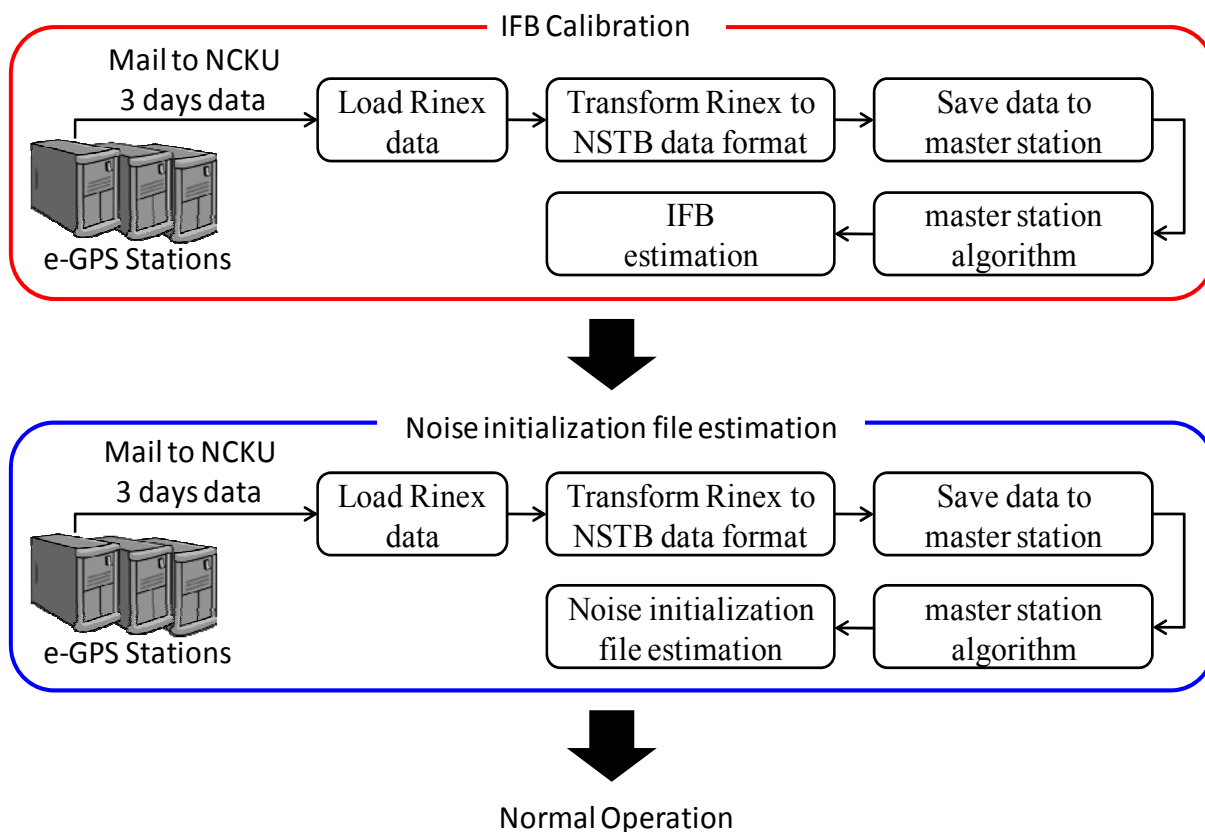 IFB Calibration
Mail to NCKU
3 days data
e-GPS Stations
Load Rinex
data
Transform Rinex to
NSTB data format
Save data to
master station
master station
algorithm
IFB
estimation
Noise initialization file estimation
Mail to NCKU
3 days data
e-GPS Stations
Load Rinex
data
Transform Rinex to
NSTB data format
Save data to
master station
master station
algorithm
Noise initialization
file estimation
Normal Operation